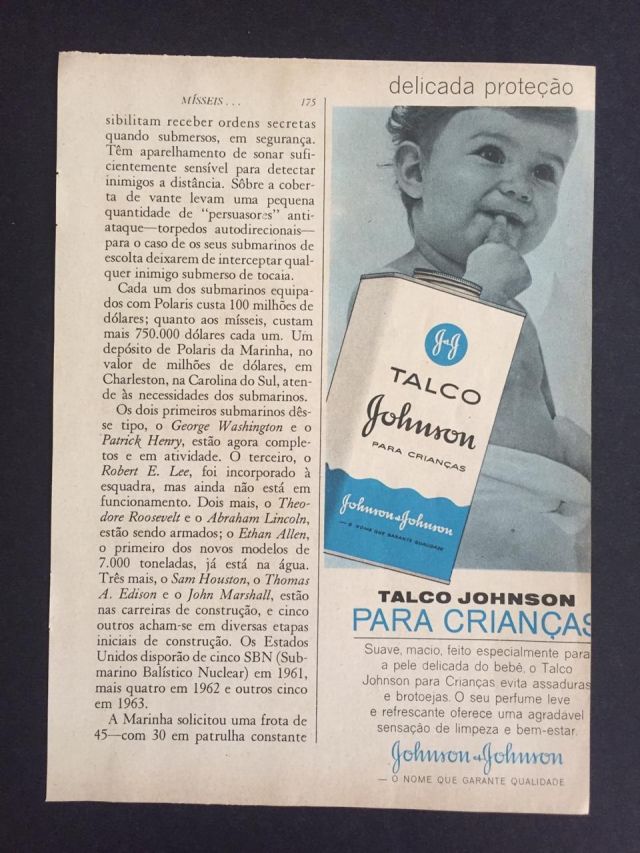 MÍSSEIS . . . 175
sibilitam receber ordens secretas
quando submersos, em segurança.
Têm aparelhamento de sonar sufi-
cientemente sensível para detectar
inimigos a distância. Sôbre a cober-
ta de vante levam uma pequena
quantidade de "persuasores" anti-
ataque—torpedos autodirecionais—
para o caso de os seus submarinos de
escolta deixarem de interceptar qual-
quer inimigo submerso de tocaia.
Cada um dos submarinos equipa-
dos com Polaris custa 100 milhões de
dólares; quanto aos mísseis, custam
mais 750.000 dólares cada um. Um
depósito de Polaris da Marinha, no
valor de milhões de dólares, em
Charleston, na Carolina do Sul, aten-
de às necessidades dos submarinos.
Os dois primeiros submarinos dês-
se tipo, o George Washington e o
Patrick Henry, estão agora comple-
tos e em atividade. O terceiro, o
Robert E. Lee, foi incorporado à
esquadra, mas ainda não está em
funcionamento. Dois mais, o Theo-
dore Roosevelt e o Abraham Lincoln,
estão sendo armados; o Ethan Allen,
o primeiro dos novos modelos de
7.000 toneladas, já está na água.
Três mais, o Sam Houston, o Thomas
A. Edison e o John Marshall, estão
nas carreiras de construção, e cinco
outros acham-se em diversas etapas
iniciais de construção. Os Estados
Unidos disporão de cinco SBN (Sub-
marino Balístico Nuclear) em 1961,
mais quatro em 1962 e outros cinco
em 1963.
A Marinha solicitou uma frota de
45—com 30 em patrulha constante
delicada proteção
J&J
TALCO
Johnson
PARA CRIANÇAS
Johnson & Johnson
— O NOME QUE GARANTE QUALIDADE
TALCO JOHNSON
PARA CRIANÇAS
Suave, macio, feito especialmente para
a pele delicada do bebê, o Talco
Johnson para Crianças evita assaduras
e brotoejas. O seu perfume leve
e refrescante oferece uma agradável
sensação de limpeza e bem-estar.
Johnson & Johnson
— O NOME QUE GARANTE QUALIDADE